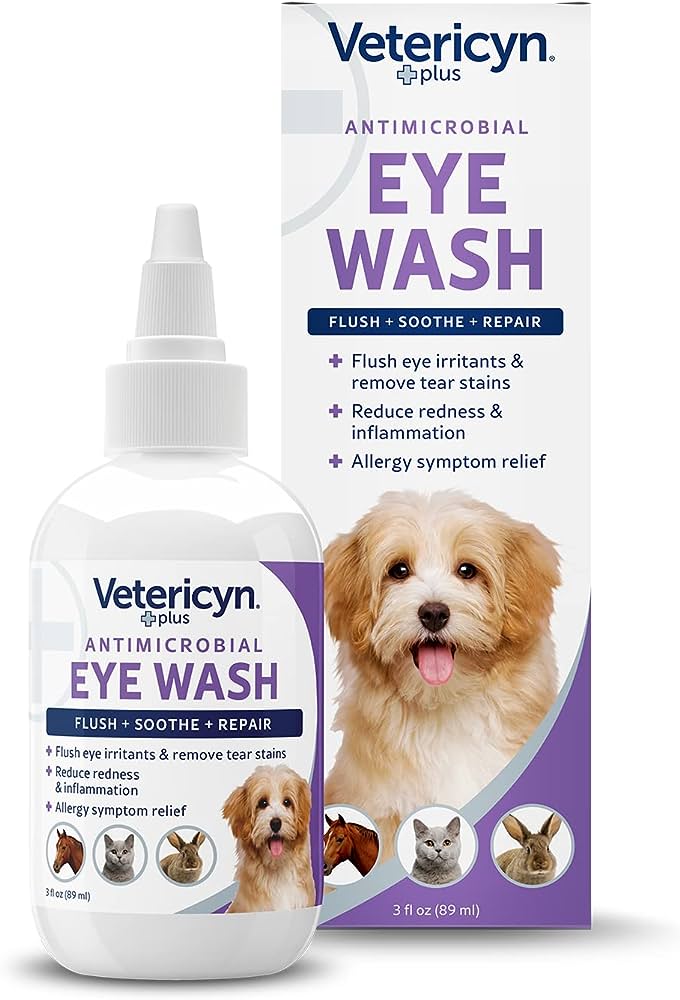 Vetericyn®
plus
ANTIMICROBIAL
EYE
WASH
FLUSH + SOOTHE + REPAIR
Flush eye irritants &
remove tear stains
Reduce redness &
inflammation
Allergy symptom relief
3 fl oz (89 ml)
Vetericyn®
plus
ANTIMICROBIAL
EYE WASH
FLUSH + SOOTHE + REPAIR
Flush eye irritants & remove tear stains
Reduce redness
& inflammation
Allergy symptom relief
3 fl oz (89 ml)